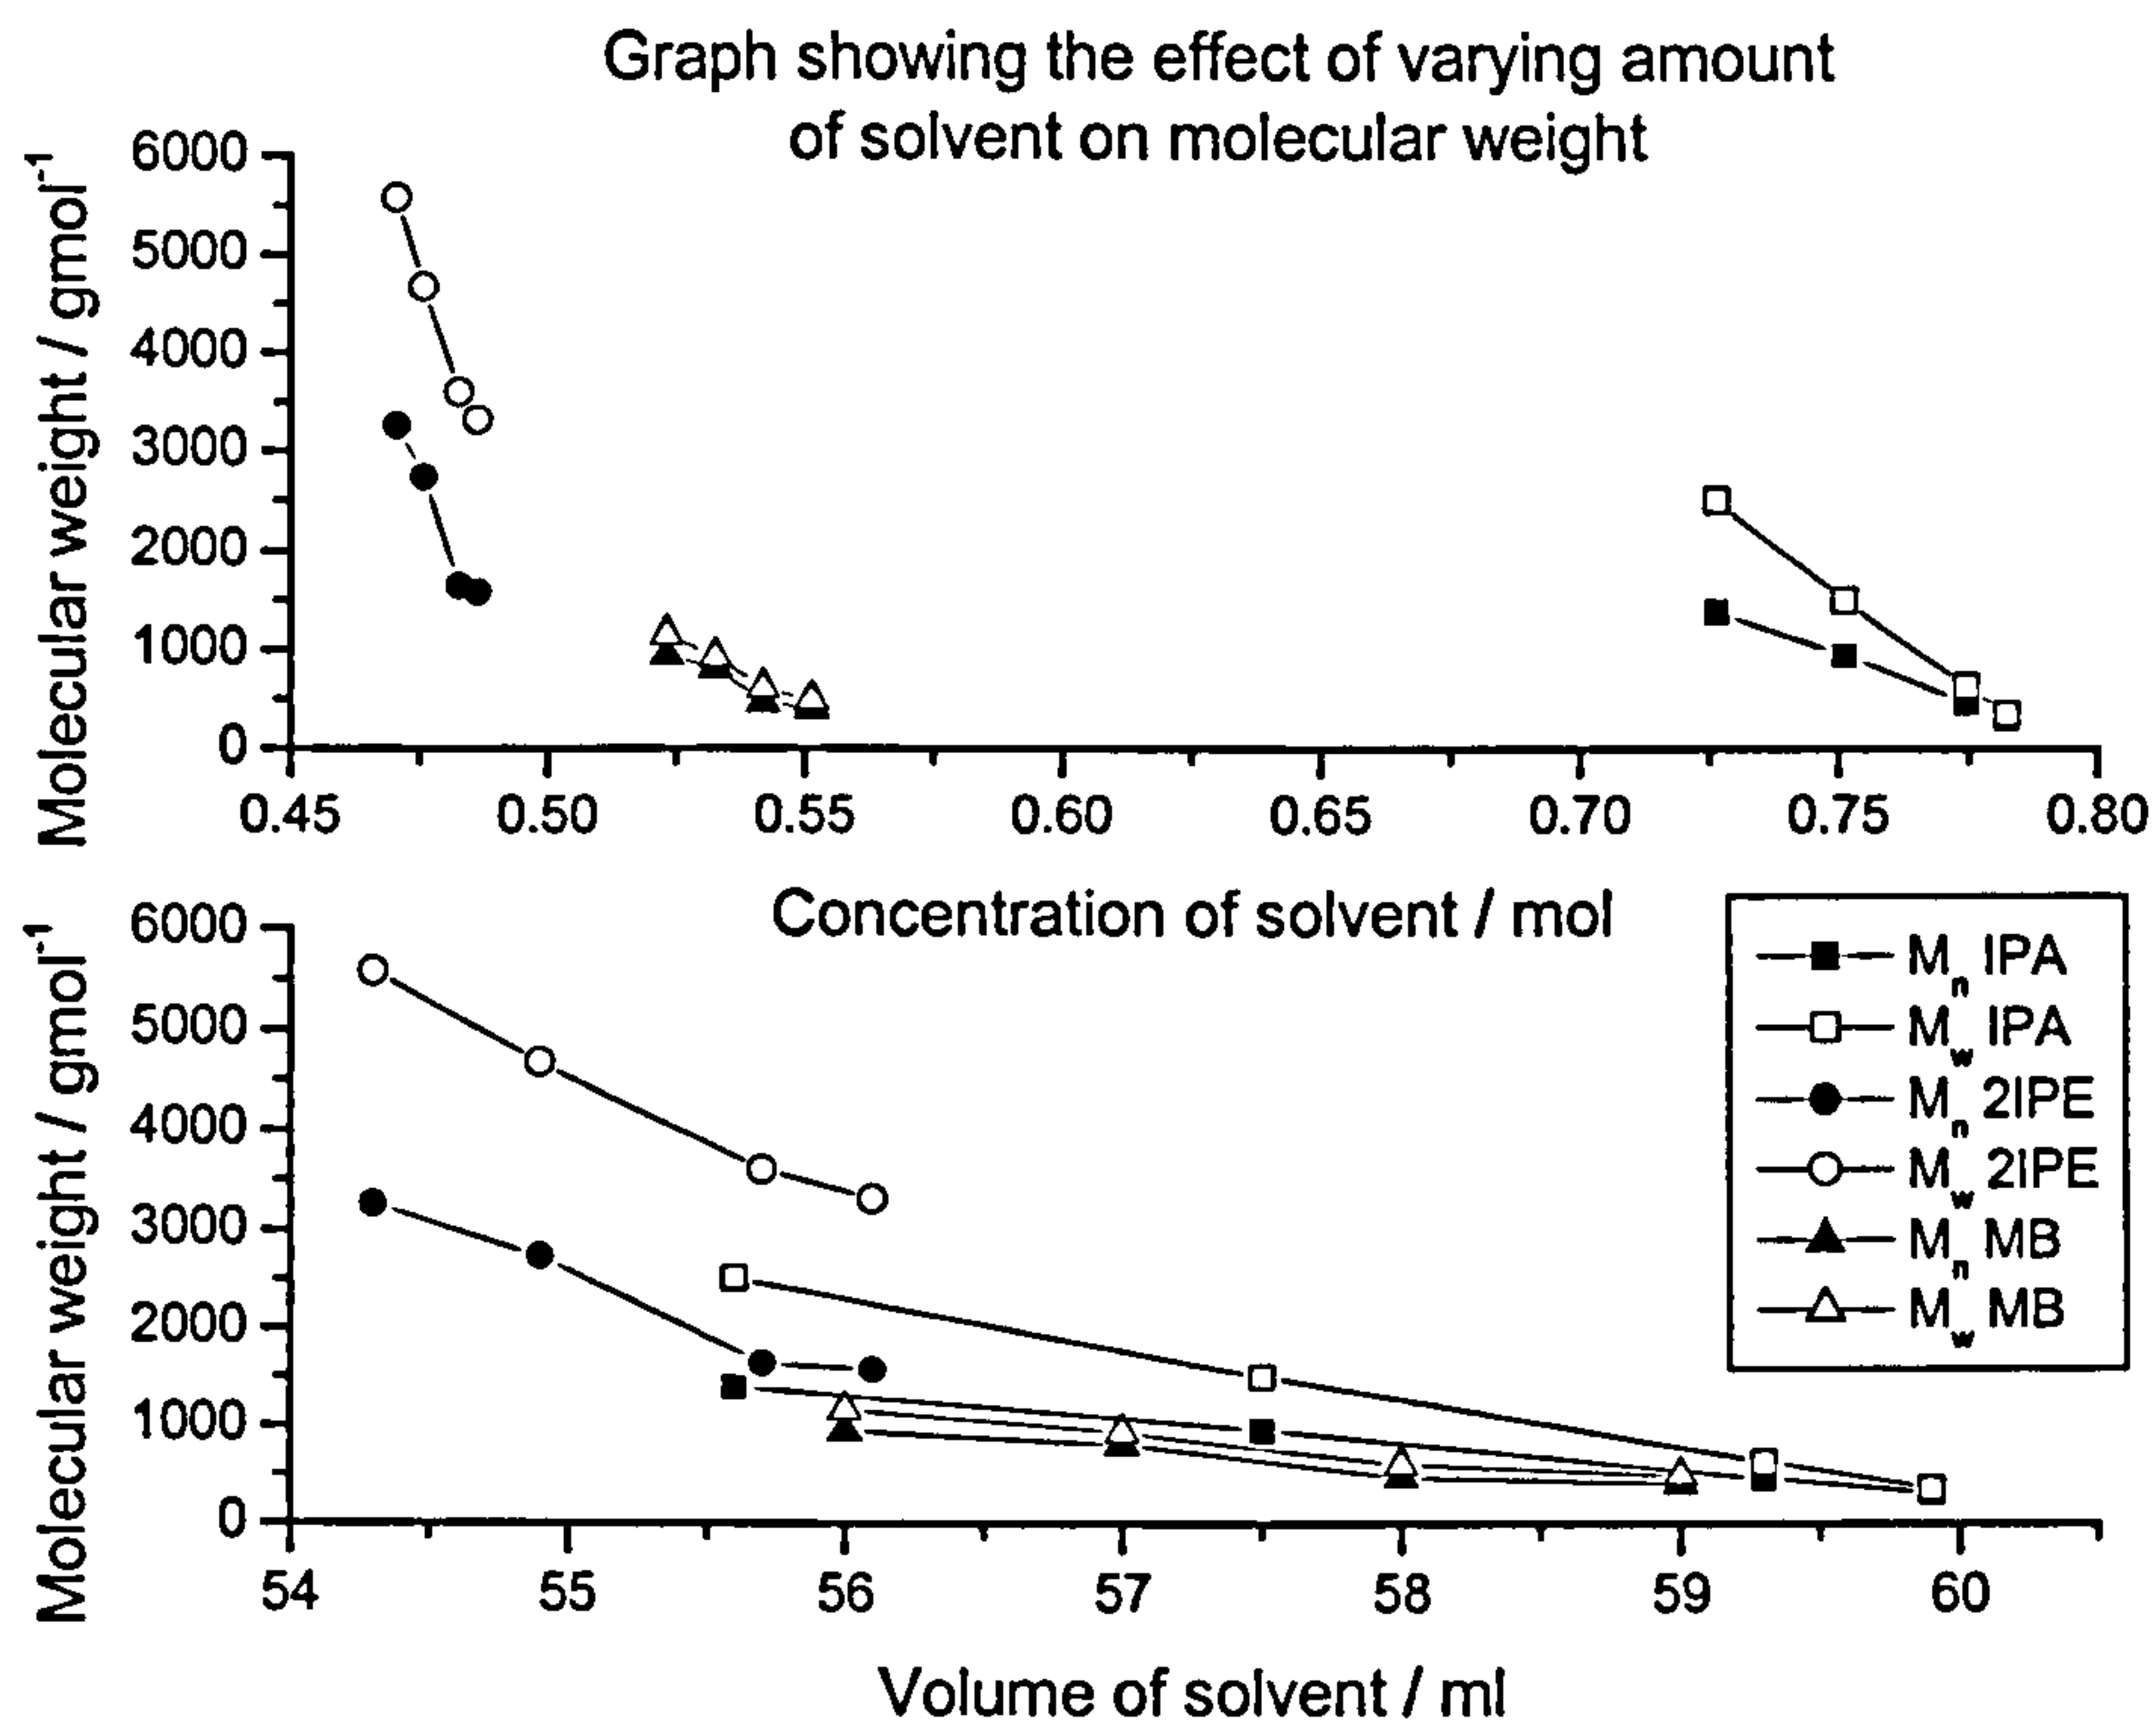 Graph showing the effect of varying amount
of solvent on molecular weight
Molecular weight / gmol⁻¹
6000
5000
4000
3000
2000
1000
0
0.45 0.50 0.55 0.60 0.65 0.70 0.75 0.80
Concentration of solvent / mol
Molecular weight / gmol⁻¹
6000
5000
4000
3000
2000
1000
0
54 55 56 57 58 59 60
Volume of solvent / ml
Mₙ IPA
M_w IPA
Mₙ 2IPE
M_w 2IPE
Mₙ MB
M_w MB